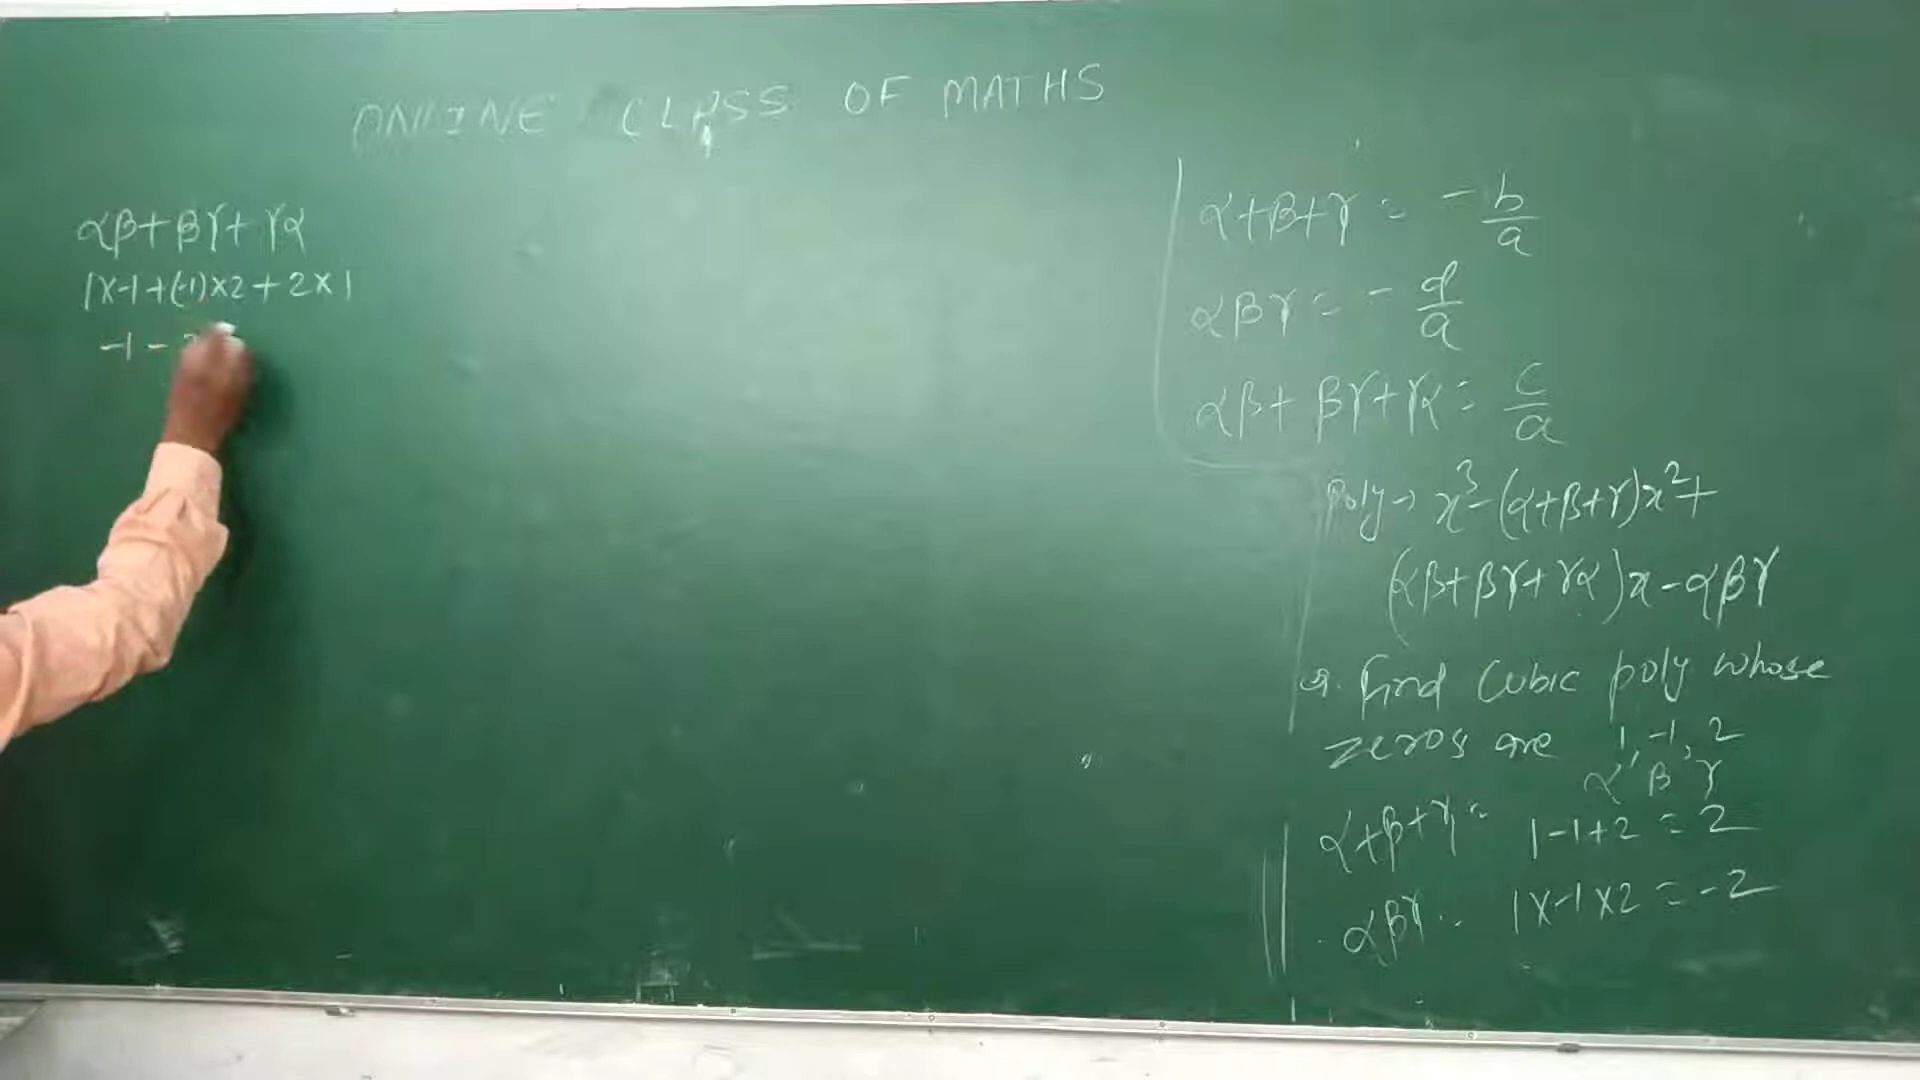 ONLINE CLASS OF MATHS
αβ+βγ+γα
1×-1+(-1)×2+2×1
-1-
α+β+γ = -b/a
αβγ = -d/a
αβ+βγ+γα = c/a
Poly→ x³-(α+β+γ)x²+
(αβ+βγ+γα)x-αβγ
Q. Find Cubic poly whose
zeros are 1, -1, 2
α, β, γ
α+β+γ = 1-1+2 = 2
αβγ = 1×-1×2 = -2